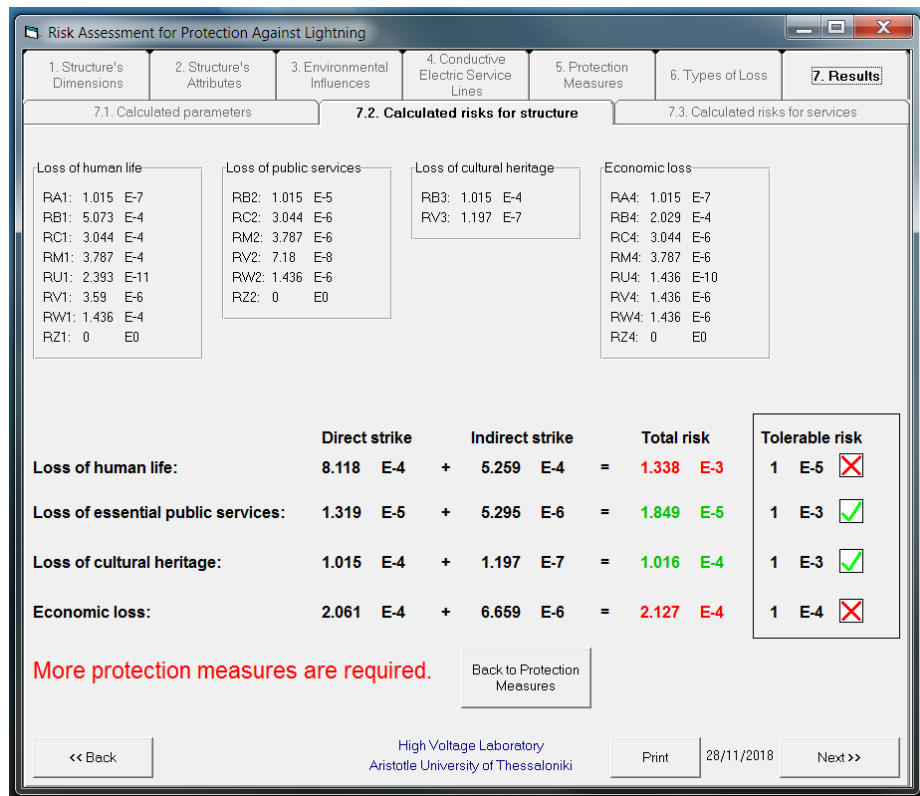 Risk Assessment for Protection Against Lightning
1. Structure's Dimensions
2. Structure's Attributes
3. Environmental Influences
4. Conductive Electric Service Lines
5. Protection Measures
6. Types of Loss
7. Results
7.1. Calculated parameters
7.2. Calculated risks for structure
7.3. Calculated risks for services
Loss of human life
RA1: 1.015 E-7
RB1: 5.073 E-4
RC1: 3.044 E-4
RM1: 3.787 E-4
RU1: 2.393 E-11
RV1: 3.59 E-6
RW1: 1.436 E-4
RZ1: 0 E0
Loss of public services
RB2: 1.015 E-5
RC2: 3.044 E-6
RM2: 3.787 E-6
RV2: 7.18 E-8
RW2: 1.436 E-6
RZ2: 0 E0
Loss of cultural heritage
RB3: 1.015 E-4
RV3: 1.197 E-7
Economic loss
RA4: 1.015 E-7
RB4: 2.029 E-4
RC4: 3.044 E-6
RM4: 3.787 E-6
RU4: 1.436 E-10
RV4: 1.436 E-6
RW4: 1.436 E-6
RZ4: 0 E0
Direct strike Indirect strike Total risk Tolerable risk
Loss of human life: 8.118 E-4 + 5.259 E-4 = 1.338 E-3 1 E-5
Loss of essential public services: 1.319 E-5 + 5.295 E-6 = 1.849 E-5 1 E-3
Loss of cultural heritage: 1.015 E-4 + 1.197 E-7 = 1.016 E-4 1 E-3
Economic loss: 2.061 E-4 + 6.659 E-6 = 2.127 E-4 1 E-4
More protection measures are required.
Back to Protection Measures
<< Back
High Voltage Laboratory
Aristotle University of Thessaloniki
Print
28/11/2018
Next >>